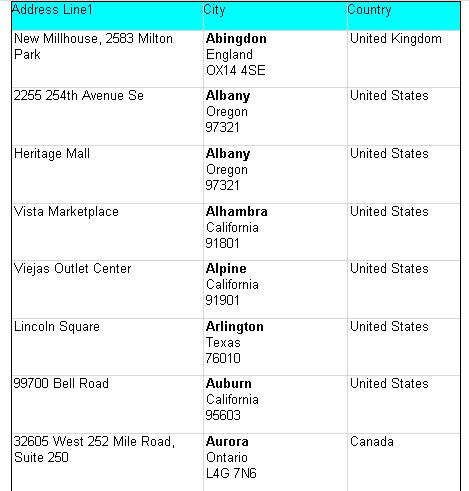 Address Line1 City Country
New Millhouse, 2583 Milton Abingdon United Kingdom
Park England
OX14 4SE
2255 254th Avenue Se Albany United States
Oregon
97321
Heritage Mall Albany United States
Oregon
97321
Vista Marketplace Alhambra United States
California
91801
Viejas Outlet Center Alpine United States
California
91901
Lincoln Square Arlington United States
Texas
76010
99700 Bell Road Auburn United States
California
95603
32605 West 252 Mile Road, Aurora Canada
Suite 250 Ontario
L4G 7N6